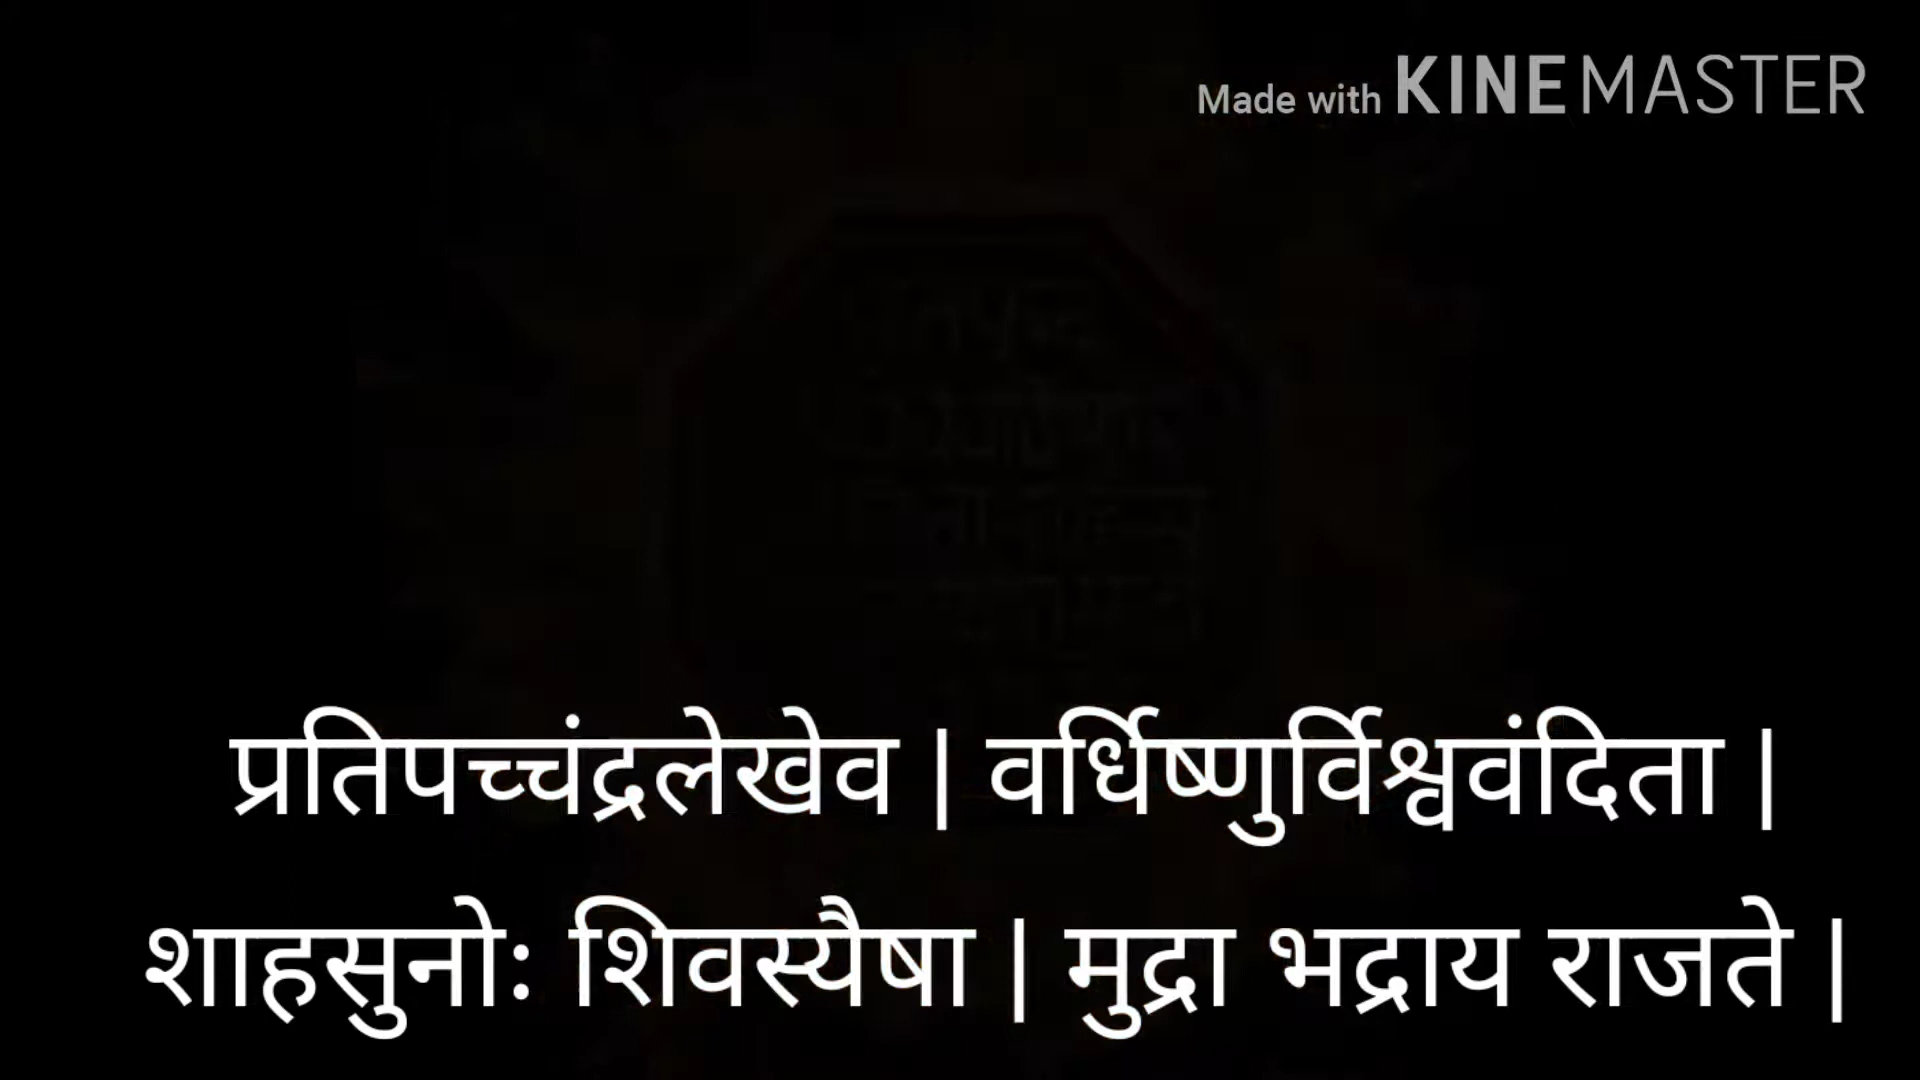 Made with KINEMASTER
प्रतिपच्चंद्रलेखेव | वर्धिष्णुर्विश्ववंदिता |
शाहसुनोः शिवस्यैषा | मुद्रा भद्राय राजते |